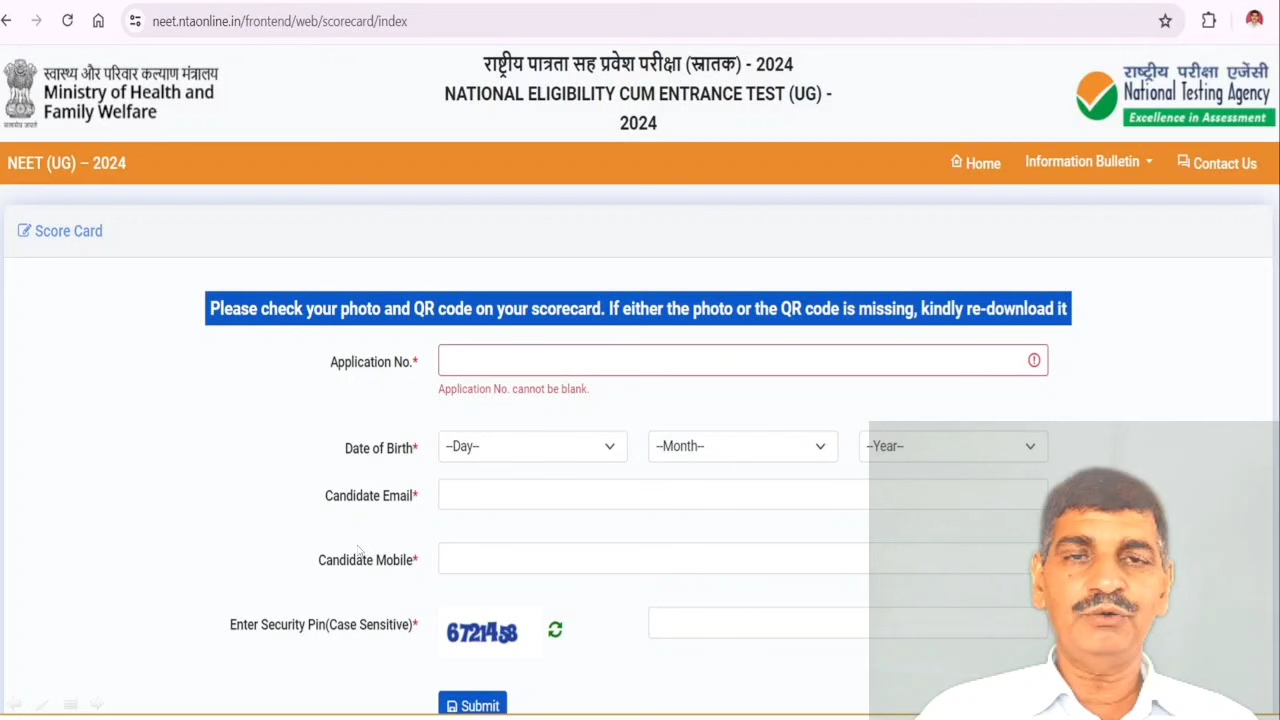 neet.ntaonline.in/frontend/web/scorecard/index
स्वास्थ्य और परिवार कल्याण मंत्रालय
Ministry of Health and
Family Welfare
सत्यमेव जयते
राष्ट्रीय पात्रता सह प्रवेश परीक्षा (स्नातक) - 2024
NATIONAL ELIGIBILITY CUM ENTRANCE TEST (UG) -
2024
राष्ट्रीय परीक्षा एजेंसी
National Testing Agency
Excellence in Assessment
NEET (UG) – 2024
Home
Information Bulletin
Contact Us
Score Card
Please check your photo and QR code on your scorecard. If either the photo or the QR code is missing, kindly re-download it
Application No.*
Application No. cannot be blank.
Date of Birth* --Day-- --Month-- --Year--
Candidate Email*
Candidate Mobile*
Enter Security Pin(Case Sensitive)* 6721458
Submit